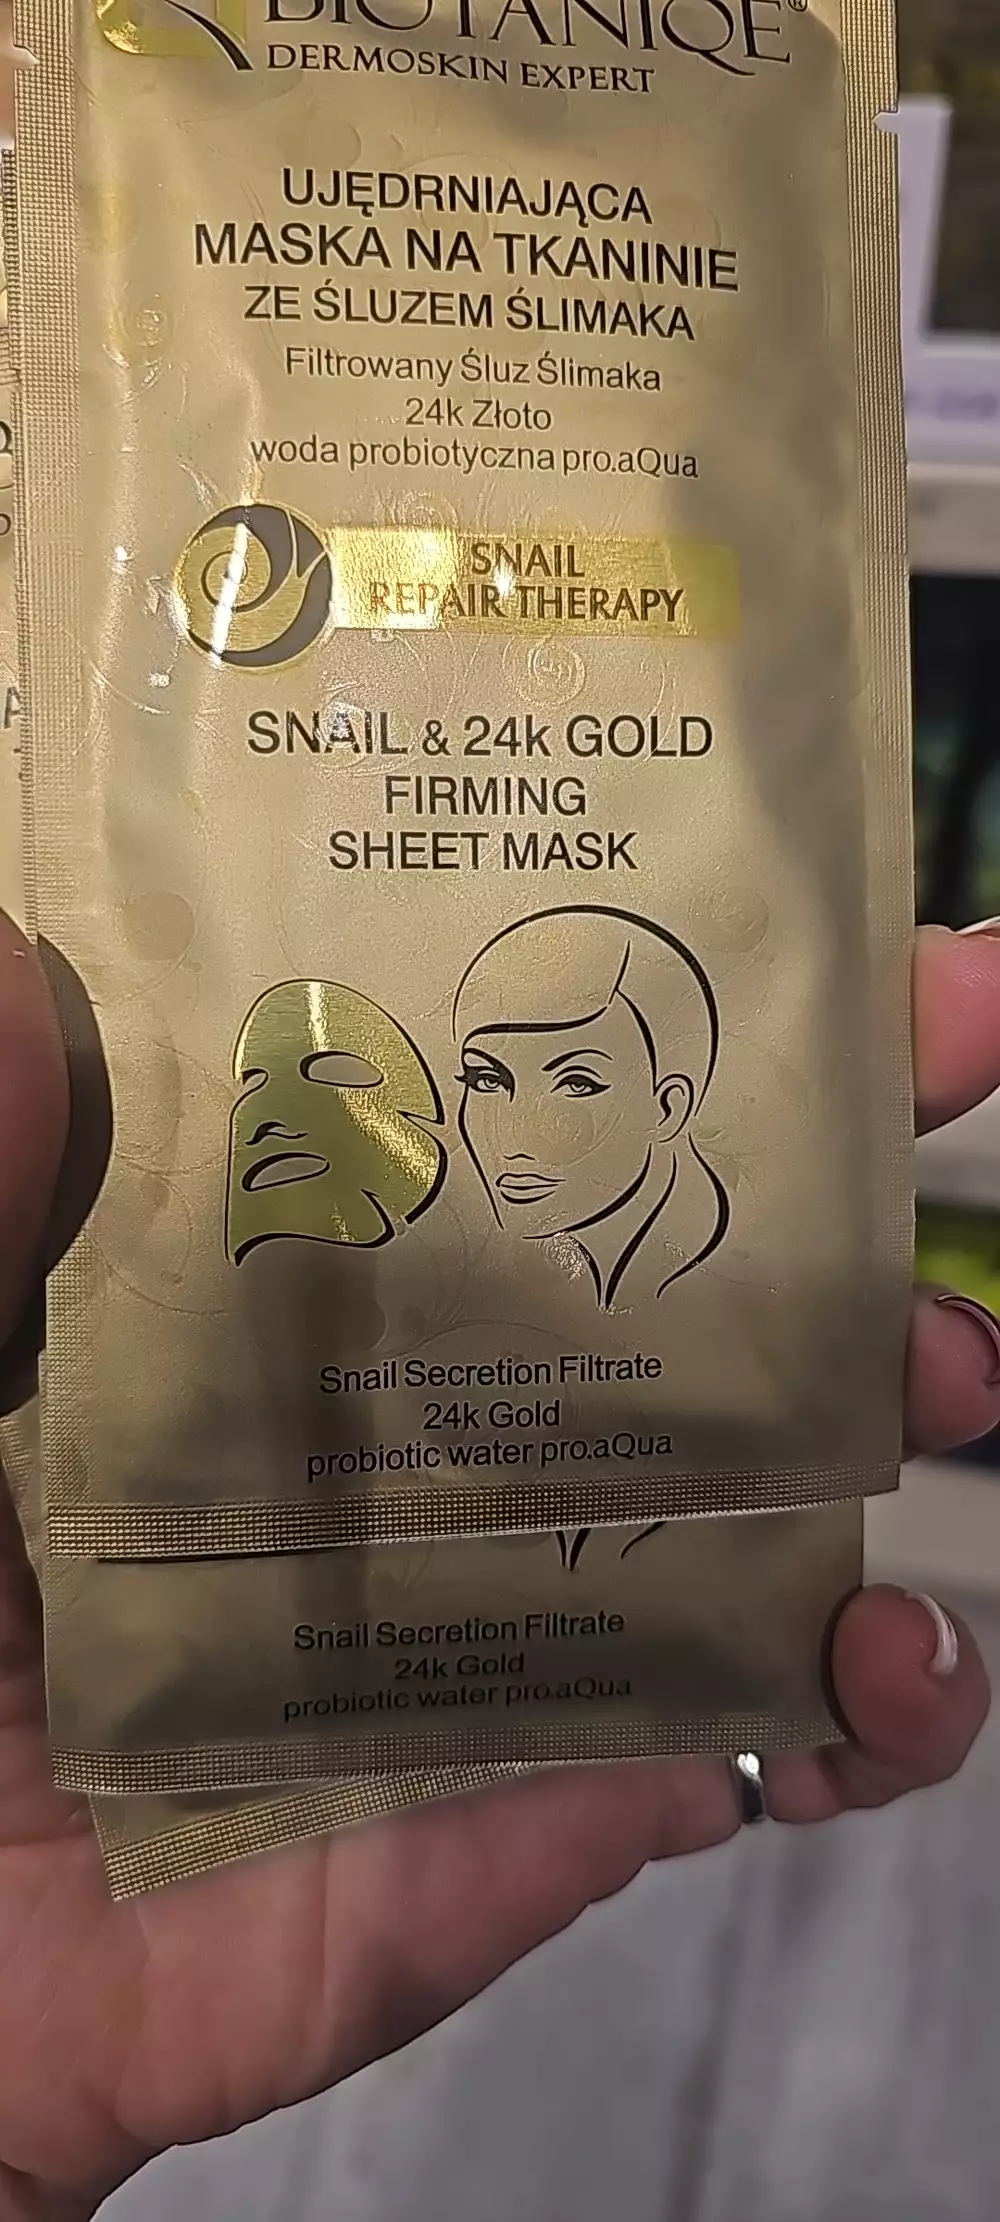 BIOTANIQE®
DERMOSKIN EXPERT
UJĘDRNIAJĄCA
MASKA NA TKANINIE
ZE ŚLUZEM ŚLIMAKA
Filtrowany Śluz Ślimaka
24k Złoto
woda probiotyczna pro.aQua
SNAIL
REPAIR THERAPY
SNAIL & 24k GOLD
FIRMING
SHEET MASK
Snail Secretion Filtrate
24k Gold
probiotic water pro.aQua
Snail Secretion Filtrate
24k Gold
probiotic water pro.aQua